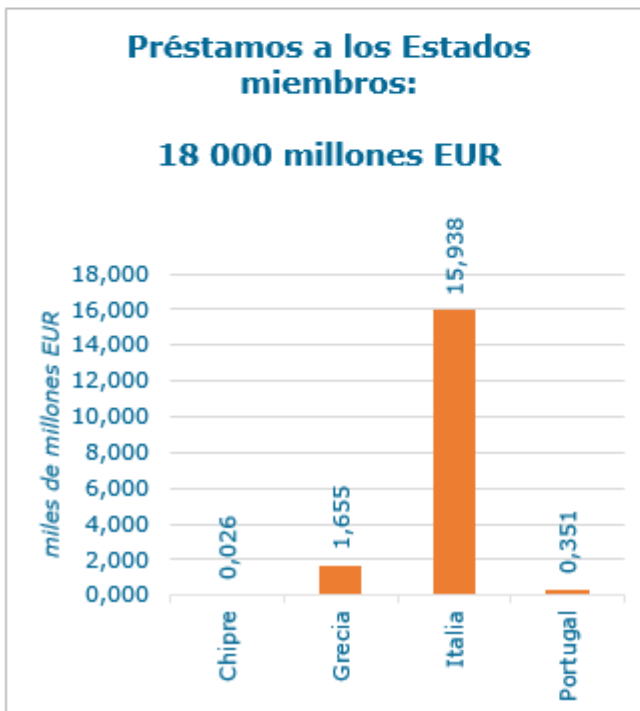 Préstamos a los Estados
miembros:
18 000 millones EUR
miles de millones EUR
18,000
16,000
14,000
12,000
10,000
8,000
6,000
4,000
2,000
0,000
0,026
1,655
15,938
0,351
Chipre
Grecia
Italia
Portugal